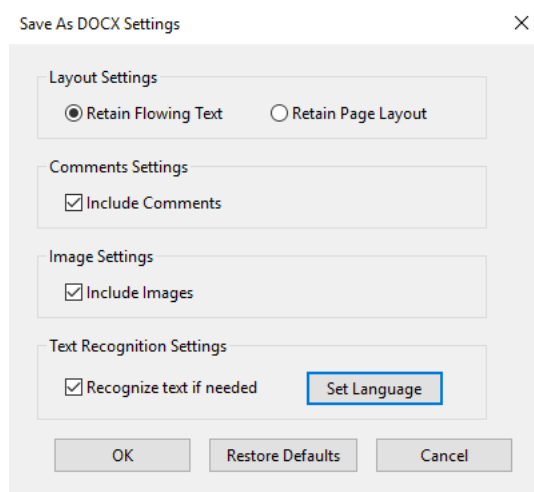 Save As DOCX Settings
Layout Settings
Retain Flowing Text Retain Page Layout
Comments Settings
Include Comments
Image Settings
Include Images
Text Recognition Settings
Recognize text if needed Set Language
OK Restore Defaults Cancel